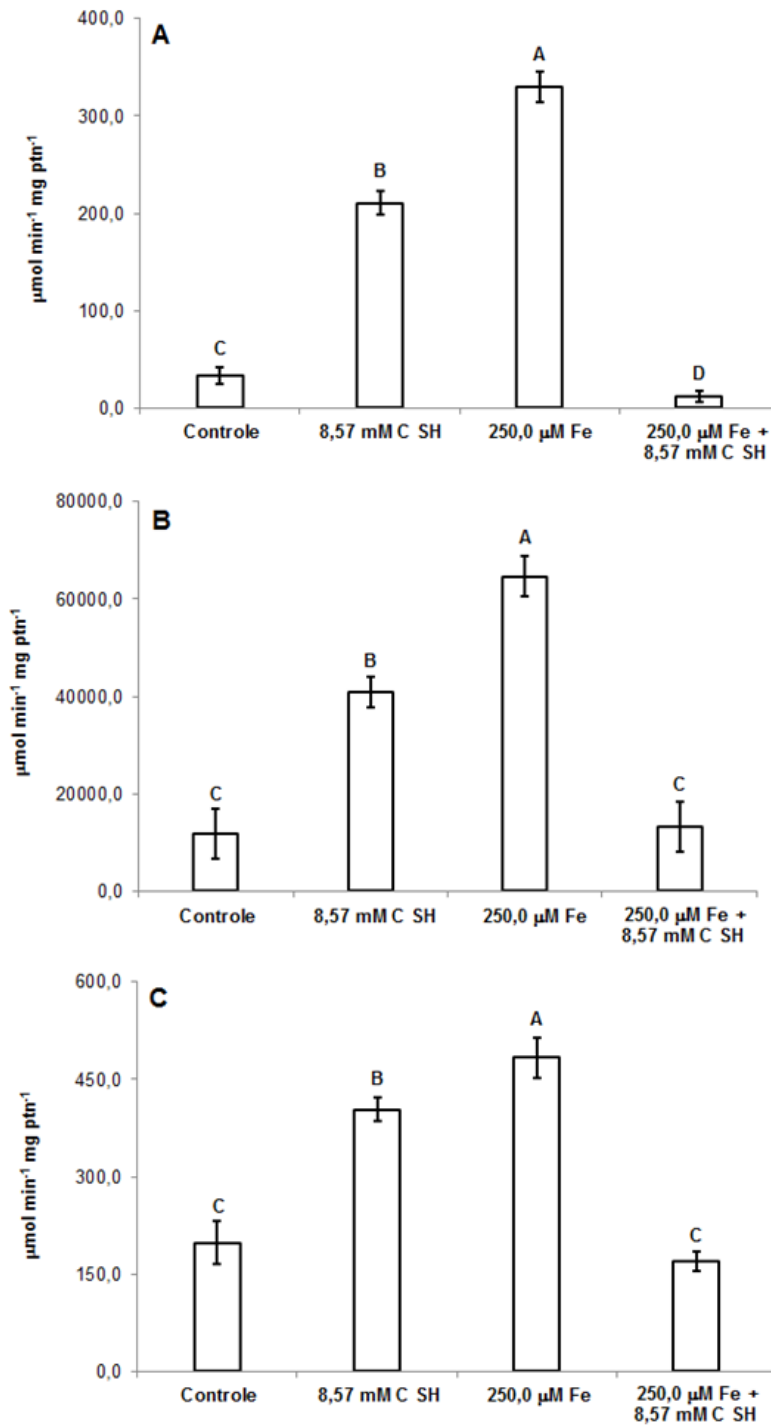 A
400,0
300,0
200,0
100,0
0,0
µmol min⁻¹ mg ptn⁻¹
C
B
A
D
Controle
8,57 mM C SH
250,0 µM Fe
250,0 µM Fe +
8,57 mM C SH
B
80000,0
60000,0
40000,0
20000,0
0,0
µmol min⁻¹ mg ptn⁻¹
C
B
A
C
Controle
8,57 mM C SH
250,0 µM Fe
250,0 µM Fe +
8,57 mM C SH
C
600,0
450,0
300,0
150,0
0,0
µmol min⁻¹ mg ptn⁻¹
C
B
A
C
Controle
8,57 mM C SH
250,0 µM Fe
250,0 µM Fe +
8,57 mM C SH